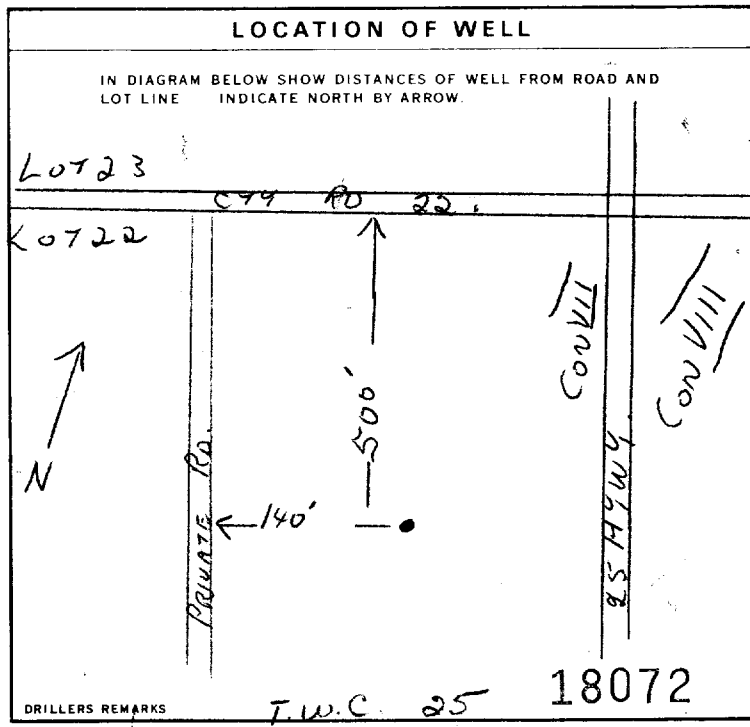 LOCATION OF WELL
IN DIAGRAM BELOW SHOW DISTANCES OF WELL FROM ROAD AND
LOT LINE INDICATE NORTH BY ARROW.
LOT 23
CTY RD 22.
LOT 22
CON VII
CON VIII
500'
N
PRIVATE RD.
140'
25 HYWY.
DRILLERS REMARKS
T.W.C. 25
18072